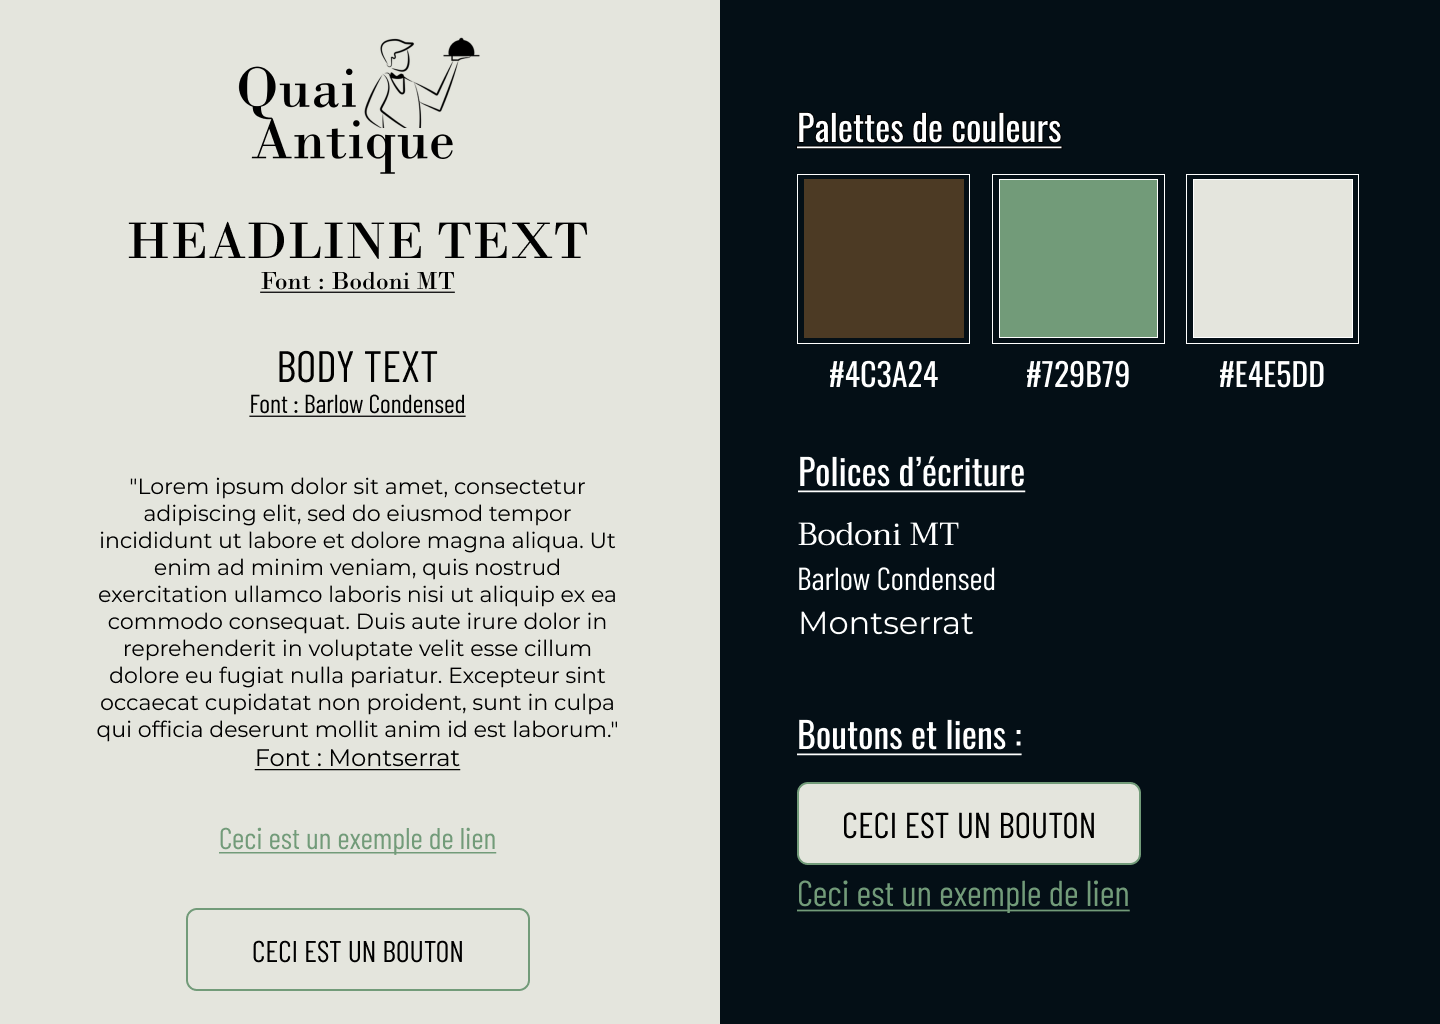 Quai
Antique
HEADLINE TEXT
Font : Bodoni MT
BODY TEXT
Font : Barlow Condensed
"Lorem ipsum dolor sit amet, consectetur
adipiscing elit, sed do eiusmod tempor
incididunt ut labore et dolore magna aliqua. Ut
enim ad minim veniam, quis nostrud
exercitation ullamco laboris nisi ut aliquip ex ea
commodo consequat. Duis aute irure dolor in
reprehenderit in voluptate velit esse cillum
dolore eu fugiat nulla pariatur. Excepteur sint
occaecat cupidatat non proident, sunt in culpa
qui officia deserunt mollit anim id est laborum."
Font : Montserrat
Ceci est un exemple de lien
CECI EST UN BOUTON
Palettes de couleurs
#4C3A24
#729B79
#E4E5DD
Polices d’écriture
Bodoni MT
Barlow Condensed
Montserrat
Boutons et liens :
CECI EST UN BOUTON
Ceci est un exemple de lien